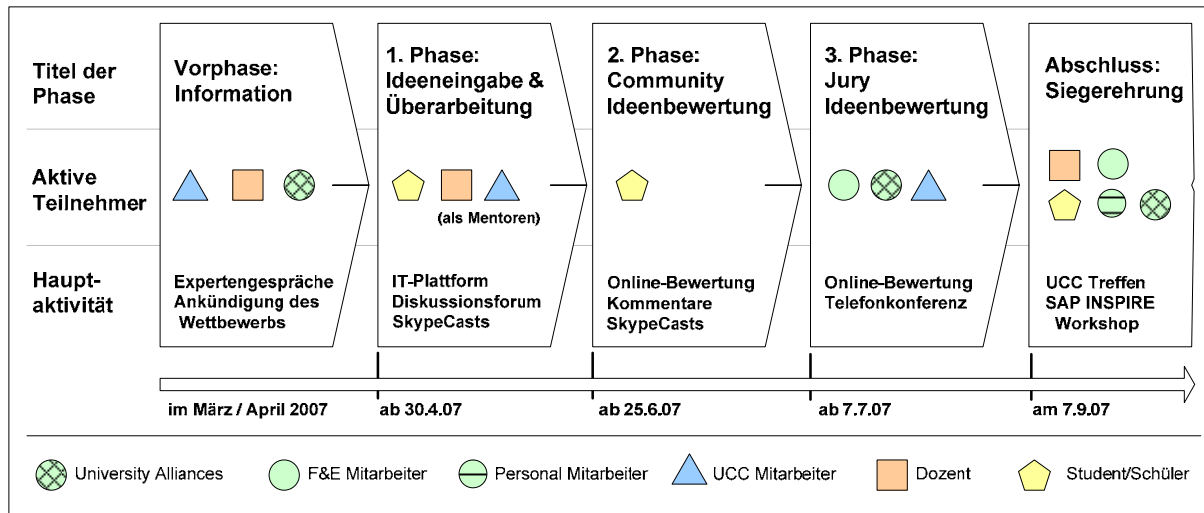 Titel der
Phase
Vorphase:
Information
1. Phase:
Ideeneingabe &
Überarbeitung
2. Phase:
Community
Ideenbewertung
3. Phase:
Jury
Ideenbewertung
Abschluss:
Siegerehrung
Aktive
Teilnehmer
(als Mentoren)
Haupt-
aktivität
Expertengespräche
Ankündigung des
Wettbewerbs
IT-Plattform
Diskussionsforum
SkypeCasts
Online-Bewertung
Kommentare
SkypeCasts
Online-Bewertung
Telefonkonferenz
UCC Treffen
SAP INSPIRE
Workshop
im März / April 2007
ab 30.4.07
ab 25.6.07
ab 7.7.07
am 7.9.07
University Alliances
F&E Mitarbeiter
Personal Mitarbeiter
UCC Mitarbeiter
Dozent
Student/Schüler